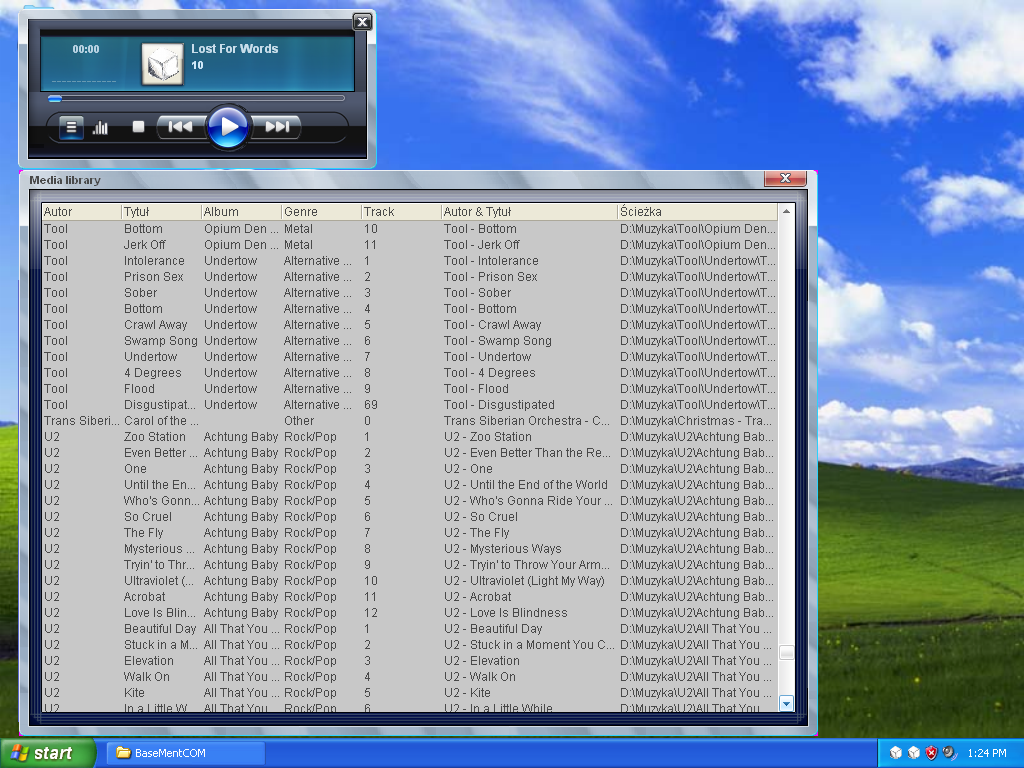 00:00
Lost For Words
10
Media library
Autor Tytuł Album Genre Track Autor & Tytuł Ścieżka
Tool Bottom Opium Den ... Metal 10 Tool - Bottom D:\Muzyka\Tool\Opium Den...
Tool Jerk Off Opium Den ... Metal 11 Tool - Jerk Off D:\Muzyka\Tool\Opium Den...
Tool Intolerance Undertow Alternative ... 1 Tool - Intolerance D:\Muzyka\Tool\Undertow\T...
Tool Prison Sex Undertow Alternative ... 2 Tool - Prison Sex D:\Muzyka\Tool\Undertow\T...
Tool Sober Undertow Alternative ... 3 Tool - Sober D:\Muzyka\Tool\Undertow\T...
Tool Bottom Undertow Alternative ... 4 Tool - Bottom D:\Muzyka\Tool\Undertow\T...
Tool Crawl Away Undertow Alternative ... 5 Tool - Crawl Away D:\Muzyka\Tool\Undertow\T...
Tool Swamp Song Undertow Alternative ... 6 Tool - Swamp Song D:\Muzyka\Tool\Undertow\T...
Tool Undertow Undertow Alternative ... 7 Tool - Undertow D:\Muzyka\Tool\Undertow\T...
Tool 4 Degrees Undertow Alternative ... 8 Tool - 4 Degrees D:\Muzyka\Tool\Undertow\T...
Tool Flood Undertow Alternative ... 9 Tool - Flood D:\Muzyka\Tool\Undertow\T...
Tool Disgustipat... Undertow Alternative ... 69 Tool - Disgustipated D:\Muzyka\Tool\Undertow\T...
Trans Siberi... Carol of the ... Other 0 Trans Siberian Orchestra - C... D:\Muzyka\Christmas - Tra...
U2 Zoo Station Achtung Baby Rock/Pop 1 U2 - Zoo Station D:\Muzyka\U2\Achtung Bab...
U2 Even Better ... Achtung Baby Rock/Pop 2 U2 - Even Better Than the Re... D:\Muzyka\U2\Achtung Bab...
U2 One Achtung Baby Rock/Pop 3 U2 - One D:\Muzyka\U2\Achtung Bab...
U2 Until the En... Achtung Baby Rock/Pop 4 U2 - Until the End of the World D:\Muzyka\U2\Achtung Bab...
U2 Who's Gonn... Achtung Baby Rock/Pop 5 U2 - Who's Gonna Ride Your ... D:\Muzyka\U2\Achtung Bab...
U2 So Cruel Achtung Baby Rock/Pop 6 U2 - So Cruel D:\Muzyka\U2\Achtung Bab...
U2 The Fly Achtung Baby Rock/Pop 7 U2 - The Fly D:\Muzyka\U2\Achtung Bab...
U2 Mysterious ... Achtung Baby Rock/Pop 8 U2 - Mysterious Ways D:\Muzyka\U2\Achtung Bab...
U2 Tryin' to Thr... Achtung Baby Rock/Pop 9 U2 - Tryin' to Throw Your Arm... D:\Muzyka\U2\Achtung Bab...
U2 Ultraviolet (... Achtung Baby Rock/Pop 10 U2 - Ultraviolet (Light My Way) D:\Muzyka\U2\Achtung Bab...
U2 Acrobat Achtung Baby Rock/Pop 11 U2 - Acrobat D:\Muzyka\U2\Achtung Bab...
U2 Love Is Blin... Achtung Baby Rock/Pop 12 U2 - Love Is Blindness D:\Muzyka\U2\Achtung Bab...
U2 Beautiful Day All That You ... Rock/Pop 1 U2 - Beautiful Day D:\Muzyka\U2\All That You ...
U2 Stuck in a M... All That You ... Rock/Pop 2 U2 - Stuck in a Moment You C... D:\Muzyka\U2\All That You ...
U2 Elevation All That You ... Rock/Pop 3 U2 - Elevation D:\Muzyka\U2\All That You ...
U2 Walk On All That You ... Rock/Pop 4 U2 - Walk On D:\Muzyka\U2\All That You ...
U2 Kite All That You ... Rock/Pop 5 U2 - Kite D:\Muzyka\U2\All That You ...
U2 In a Little W... All That You ... Rock/Pop 6 U2 - In a Little While D:\Muzyka\U2\All That You ...
start BaseMentCOM 1:24 PM